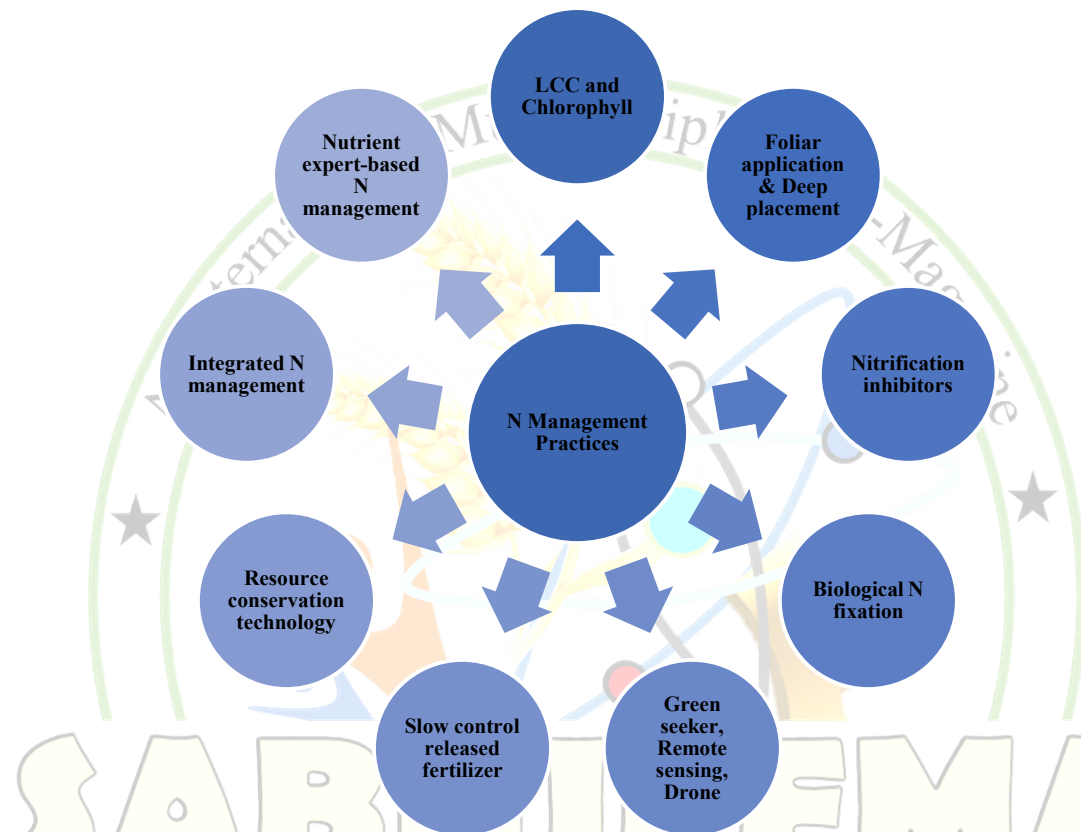 LCC and
Chlorophyll
Foliar
application
& Deep
placement
Nitrification
inhibitors
Biological N
fixation
Green
seeker,
Remote
sensing,
Drone
Slow control
released
fertilizer
Resource
conservation
technology
Integrated N
management
Nutrient
expert-based
N
management
N Management
Practices